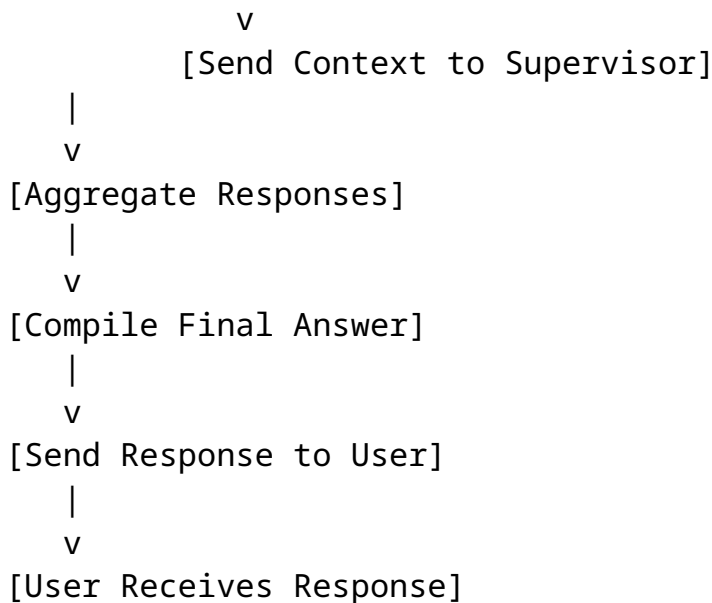 v
[Send Context to Supervisor]
|
v
[Aggregate Responses]
|
v
[Compile Final Answer]
|
v
[Send Response to User]
|
v
[User Receives Response]